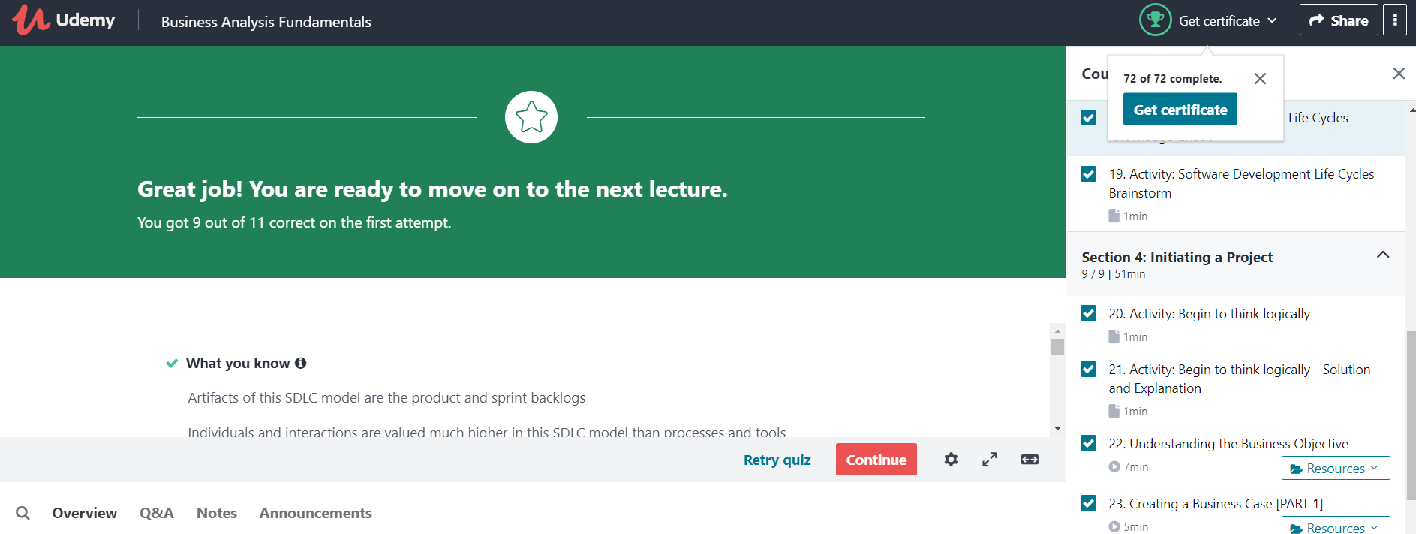 Udemy
Business Analysis Fundamentals
Get certificate
Share
Great job! You are ready to move on to the next lecture.
You got 9 out of 11 correct on the first attempt.
What you know
Artifacts of this SDLC model are the product and sprint backlogs
Individuals and interactions are valued much higher in this SDLC model than processes and tools
Retry quiz
Continue
Overview Q&A Notes Announcements
Cou
72 of 72 complete.
Get certificate
Life Cycles
19. Activity: Software Development Life Cycles
Brainstorm
1min
Section 4: Initiating a Project
9 / 9 | 51min
20. Activity: Begin to think logically
1min
21. Activity: Begin to think logically - Solution
and Explanation
1min
22. Understanding the Business Objective
7min
Resources
23. Creating a Business Case [PART 1]
5min
Resources